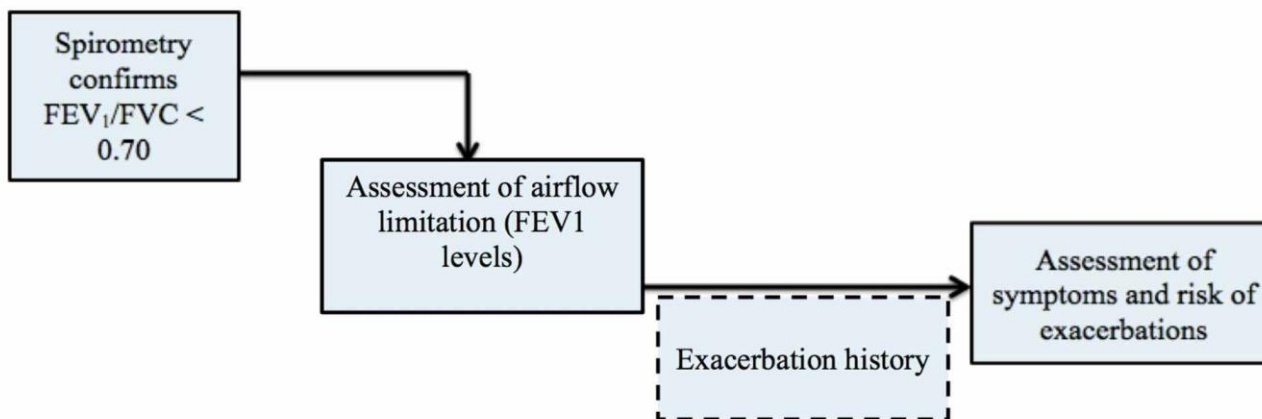 Spirometry
confirms
FEV₁/FVC <
0.70
Assessment of airflow
limitation (FEV1
levels)
Exacerbation history
Assessment of
symptoms and risk of
exacerbations